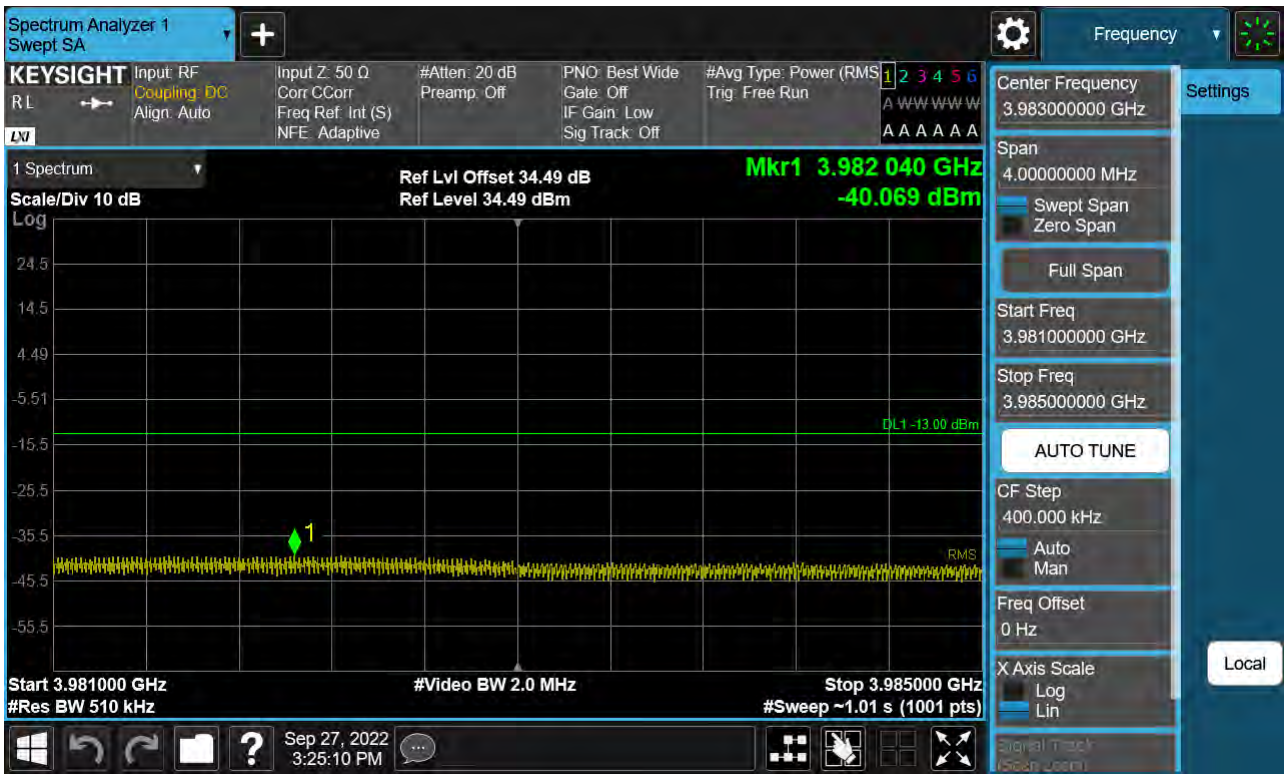 Spectrum Analyzer 1
Swept SA
Frequency
KEYSIGHT
R L
LXI
Input: RF
Coupling: DC
Align: Auto
Input Z: 50 Ω
Corr CCorr
Freq Ref: Int (S)
NFE: Adaptive
#Atten: 20 dB
Preamp: Off
PNO: Best Wide
Gate: Off
IF Gain: Low
Sig Track: Off
#Avg Type: Power (RMS
Trig: Free Run
1 2 3 4 5 6
A W W W W W
A A A A A A
1 Spectrum
Scale/Div 10 dB
Log
Ref Lvl Offset 34.49 dB
Ref Level 34.49 dBm
Mkr1 3.982 040 GHz
-40.069 dBm
24.5
14.5
4.49
-5.51
DL1 -13.00 dBm
-15.5
-25.5
-35.5
1
RMS
-45.5
-55.5
Start 3.981000 GHz
#Video BW 2.0 MHz
Stop 3.985000 GHz
#Res BW 510 kHz
#Sweep ~1.01 s (1001 pts)
Sep 27, 2022
3:25:10 PM
Center Frequency
3.983000000 GHz
Span
4.00000000 MHz
Swept Span
Zero Span
Full Span
Start Freq
3.981000000 GHz
Stop Freq
3.985000000 GHz
AUTO TUNE
CF Step
400.000 kHz
Auto
Man
Freq Offset
0 Hz
X Axis Scale
Log
Lin
Signal Track
(Span Zoom)
Settings
Local